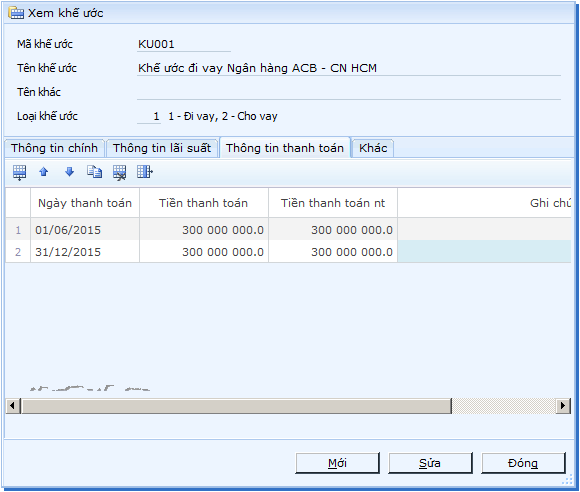 Xem khế ước
Mã khế ước KU001
Tên khế ước Khế ước đi vay Ngân hàng ACB - CN HCM
Tên khác
Loại khế ước 1 1 - Đi vay, 2 - Cho vay
Thông tin chính Thông tin lãi suất Thông tin thanh toán Khác
Ngày thanh toán Tiền thanh toán Tiền thanh toán nt Ghi chú
1 01/06/2015 300 000 000.0 300 000 000.0
2 31/12/2015 300 000 000.0 300 000 000.0
Mới Sửa Đóng